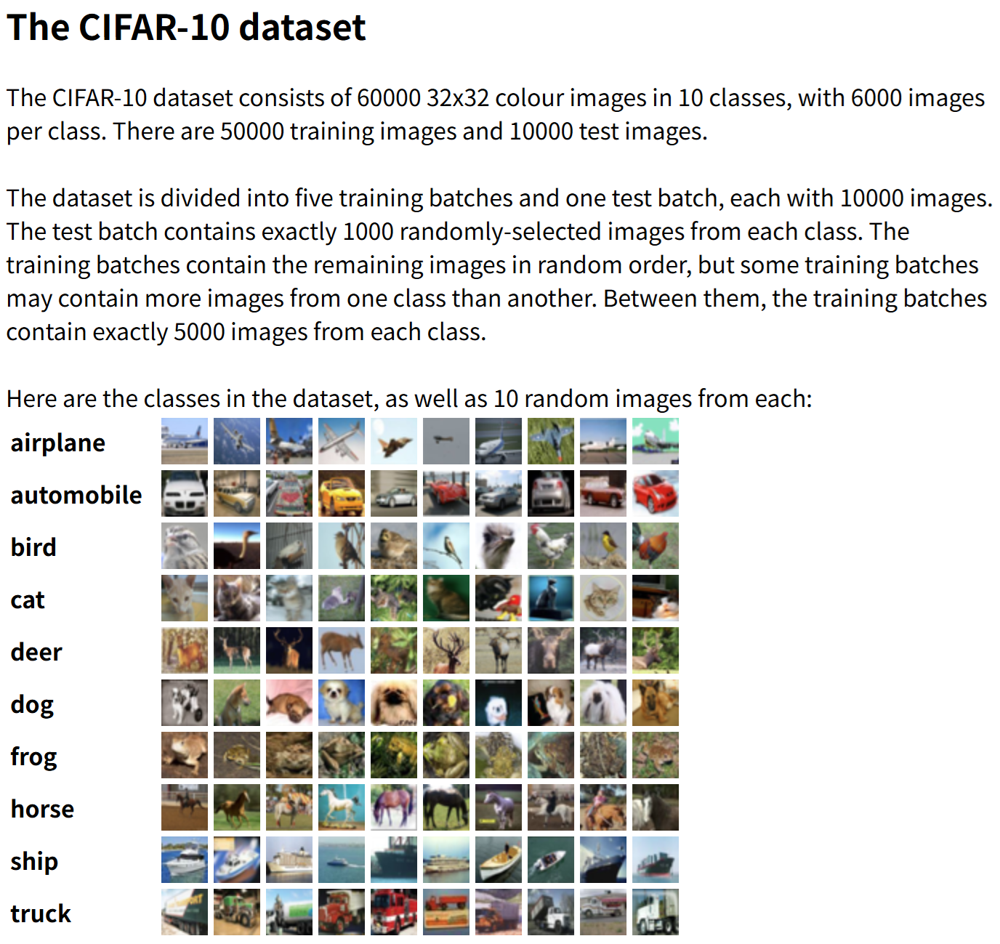 The CIFAR-10 dataset
The CIFAR-10 dataset consists of 60000 32x32 colour images in 10 classes, with 6000 images
per class. There are 50000 training images and 10000 test images.
The dataset is divided into five training batches and one test batch, each with 10000 images.
The test batch contains exactly 1000 randomly-selected images from each class. The
training batches contain the remaining images in random order, but some training batches
may contain more images from one class than another. Between them, the training batches
contain exactly 5000 images from each class.
Here are the classes in the dataset, as well as 10 random images from each:
airplane
automobile
bird
cat
deer
dog
frog
horse
ship
truck